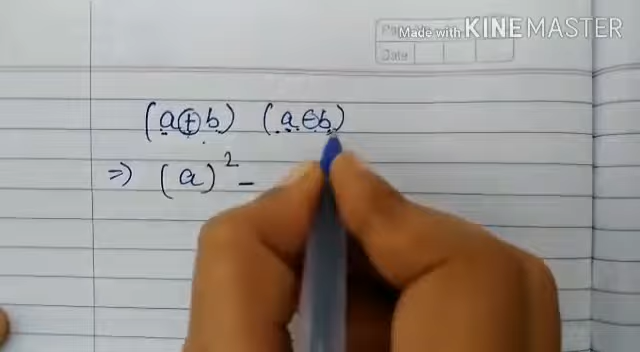 Made with KINEMASTER
Date
(a+b) (a-b)
=> (a)² -